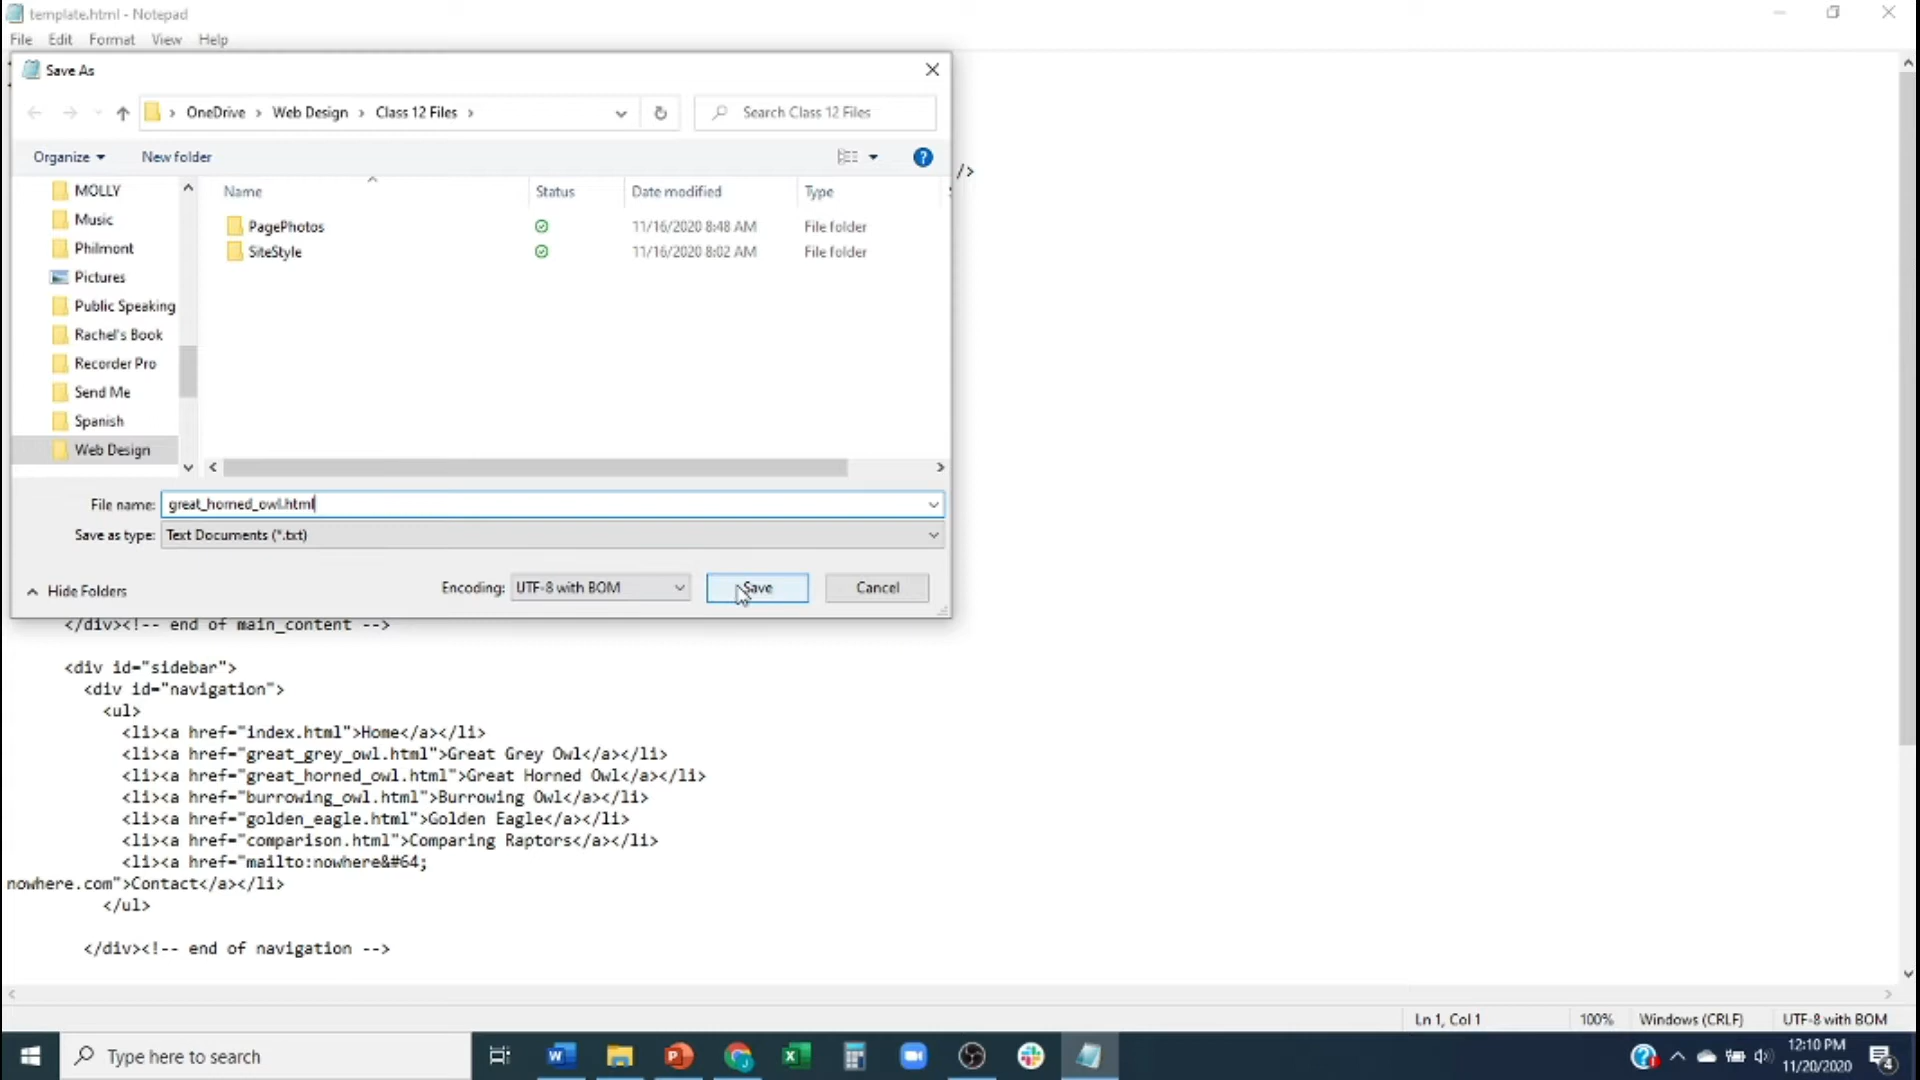 template.html - Notepad
File Edit Format View Help
Save As
OneDrive Web Design Class 12 Files
Search Class 12 Files
Organize New folder
Name Status Date modified Type
/>
MOLLY
Music
Philmont
Pictures
Public Speaking
Rachel's Book
Recorder Pro
Send Me
Spanish
Web Design
PagePhotos 11/16/2020 8:48 AM File folder
SiteStyle 11/16/2020 8:02 AM File folder
File name: great_horned_owl.html
Save as type: Text Documents (*.txt)
Hide Folders Encoding: UTF-8 with BOM Save Cancel
</div><!-- end of main_content -->
<div id="sidebar">
<div id="navigation">
<ul>
<li><a href="index.html">Home</a></li>
<li><a href="great_grey_owl.html">Great Grey Owl</a></li>
<li><a href="great_horned_owl.html">Great Horned Owl</a></li>
<li><a href="burrowing_owl.html">Burrowing Owl</a></li>
<li><a href="golden_eagle.html">Golden Eagle</a></li>
<li><a href="comparison.html">Comparing Raptors</a></li>
<li><a href="mailto:nowhere&#64;
nowhere.com">Contact</a></li>
</ul>
</div><!-- end of navigation -->
Ln 1, Col 1 100% Windows (CRLF) UTF-8 with BOM
Type here to search
12:10 PM
11/20/2020
4